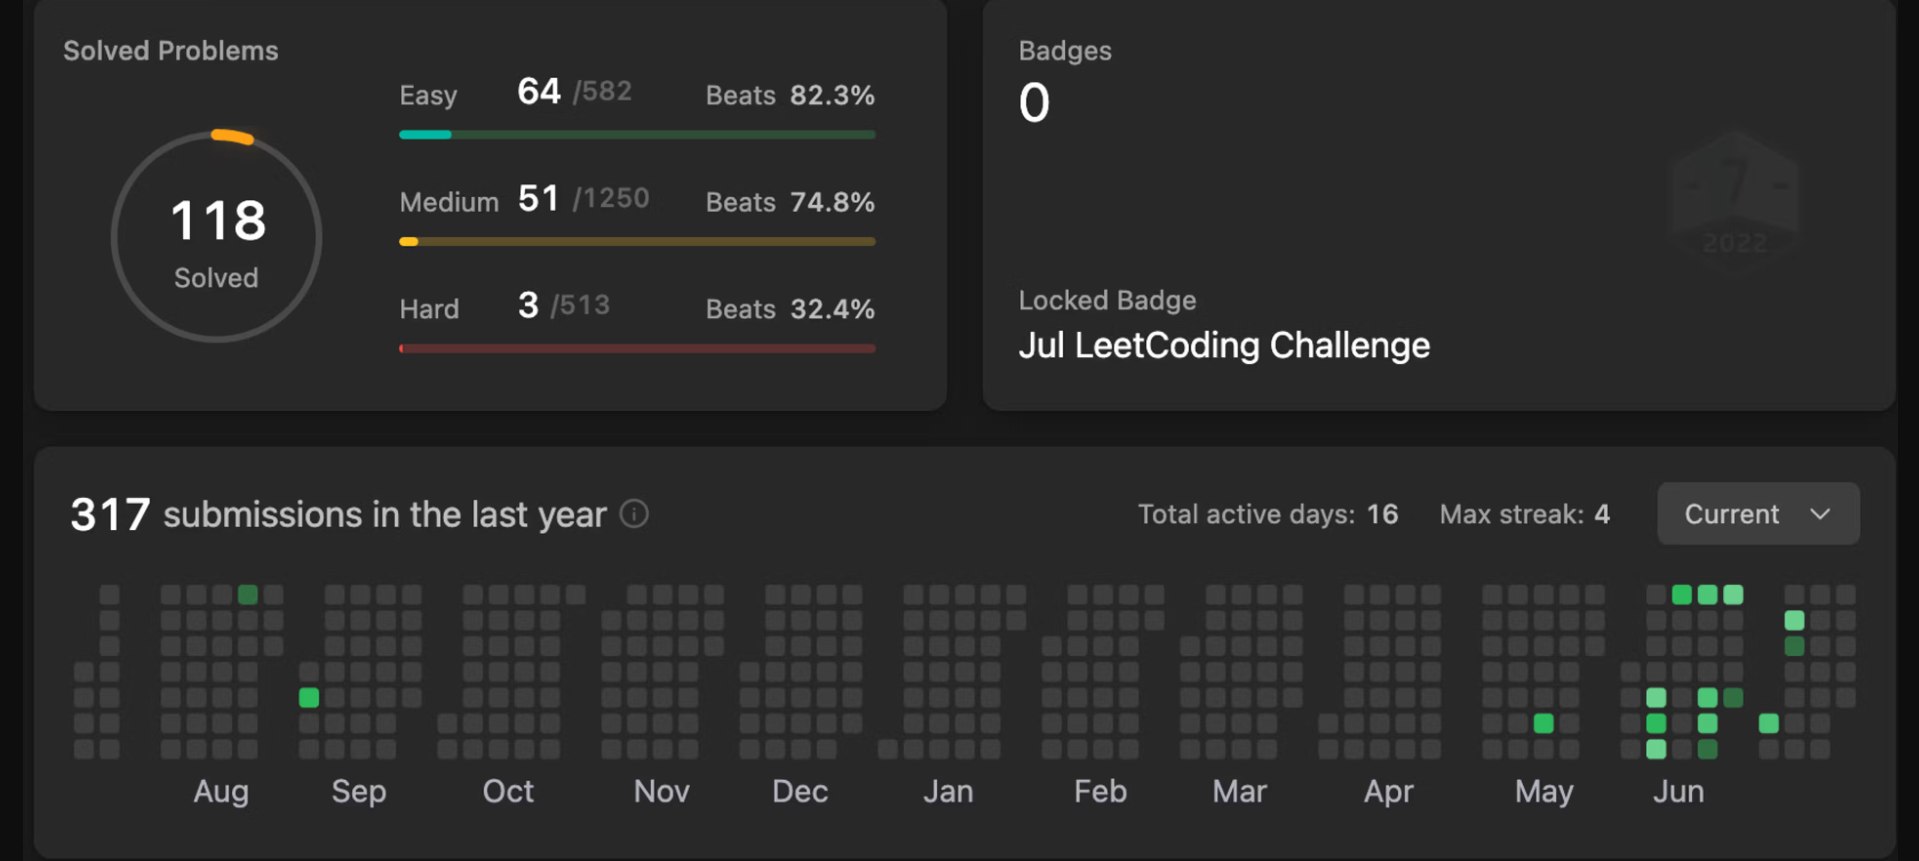 Solved Problems
118
Solved
Easy 64 /582 Beats 82.3%
Medium 51 /1250 Beats 74.8%
Hard 3 /513 Beats 32.4%
Badges
0
7
2022
Locked Badge
Jul LeetCoding Challenge
317 submissions in the last year
Total active days: 16 Max streak: 4 Current
Aug Sep Oct Nov Dec Jan Feb Mar Apr May Jun